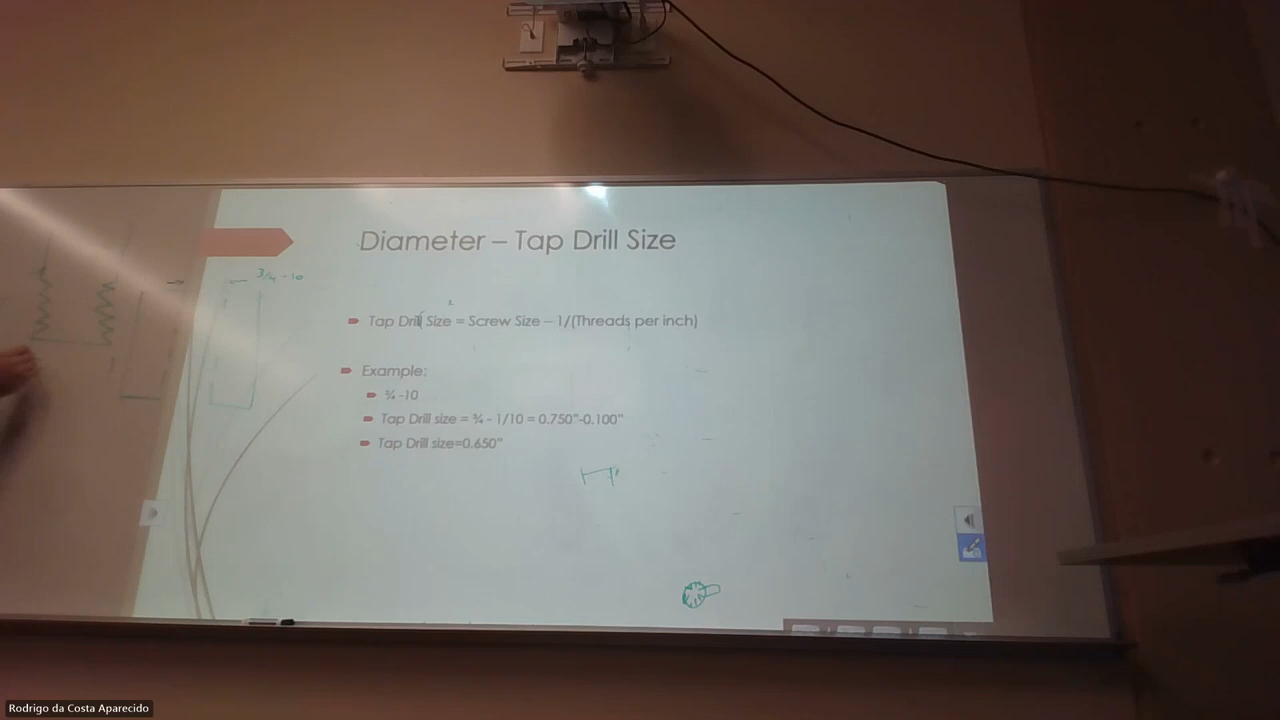 Diameter – Tap Drill Size
3/4 - 10
Tap Drill Size = Screw Size – 1/(Threads per inch)
Example:
¾ -10
Tap Drill size = ¾ - 1/10 = 0.750"-0.100"
Tap Drill size=0.650"
Rodrigo da Costa Aparecido